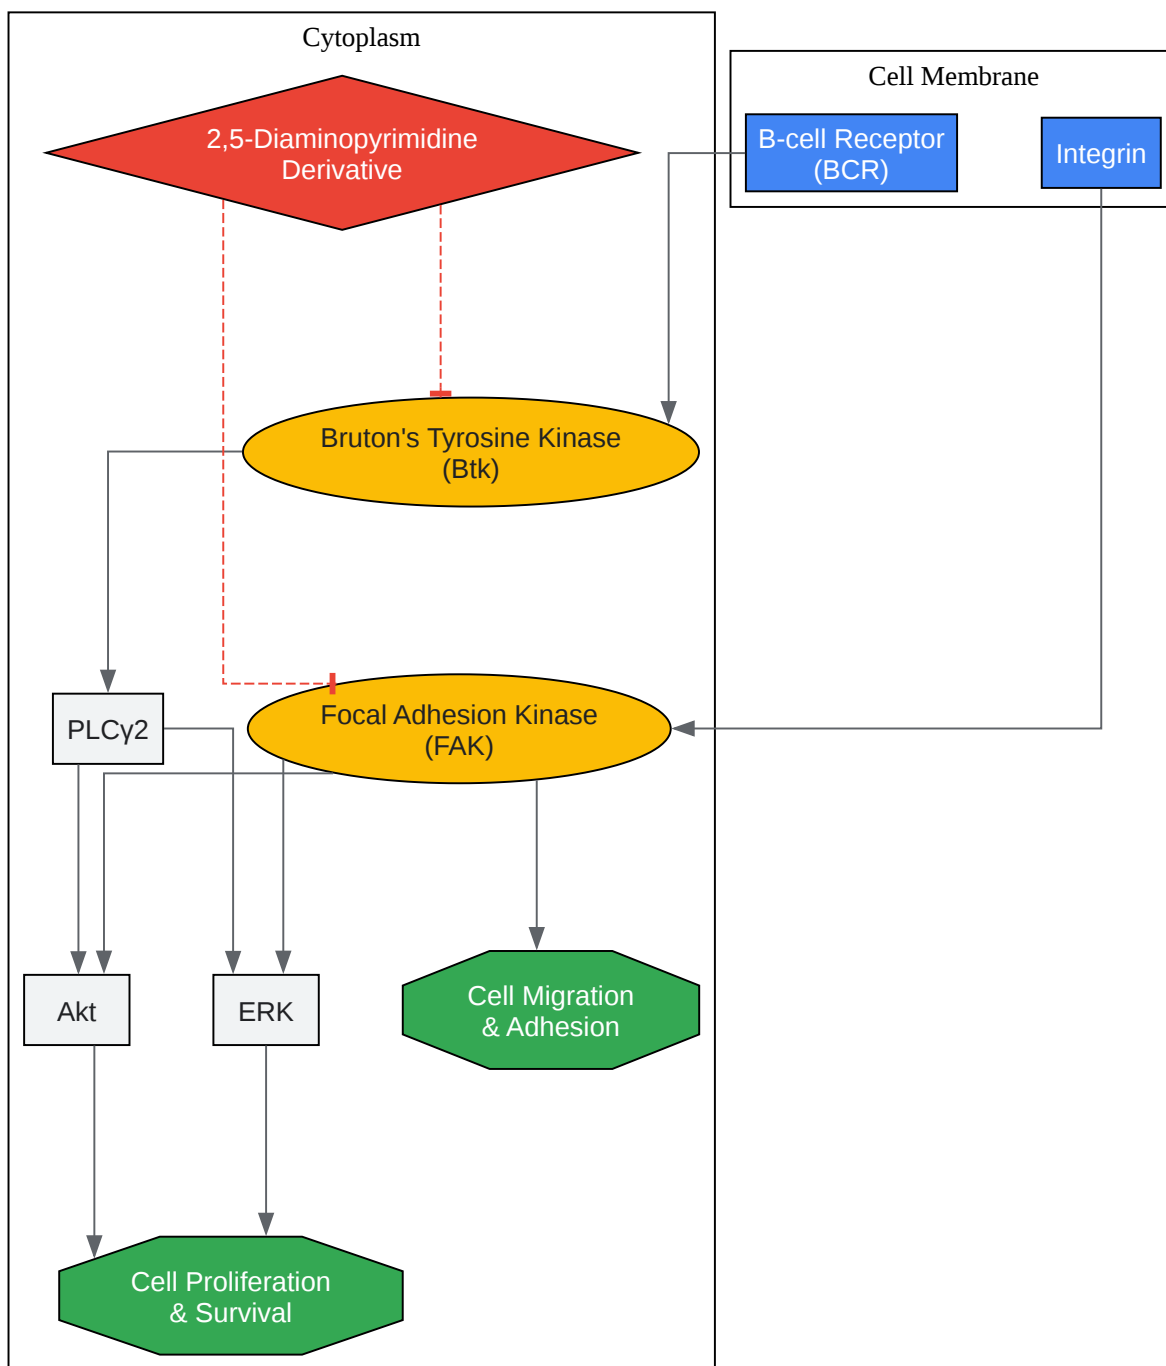 Cytoplasm
Cell Membrane
2,5-Diaminopyrimidine
Derivative
B-cell Receptor
(BCR)
Integrin
Bruton's Tyrosine Kinase
(Btk)
PLCγ2
Focal Adhesion Kinase
(FAK)
Akt
ERK
Cell Migration
& Adhesion
Cell Proliferation
& Survival